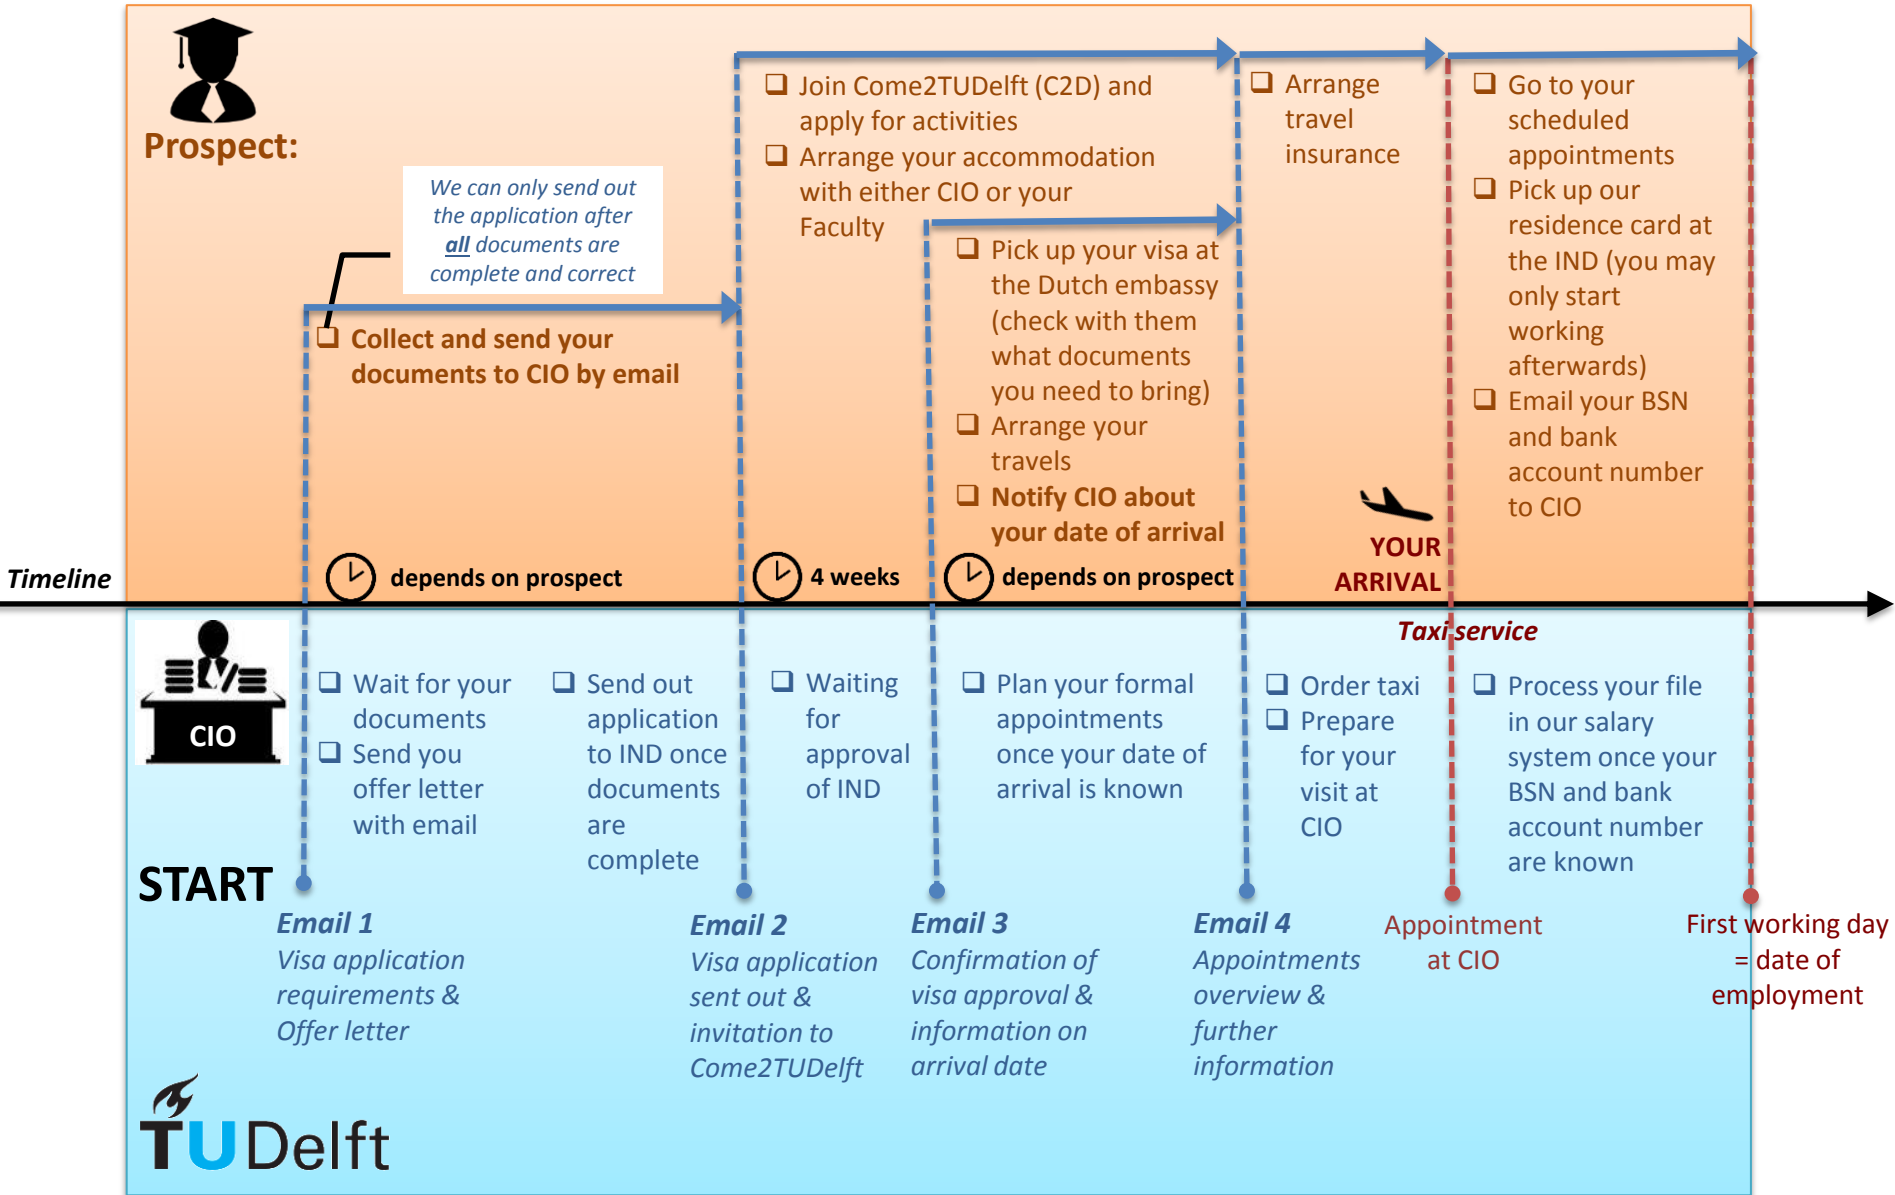 Prospect:
We can only send out
the application after
all documents are
complete and correct
❑ Collect and send your
documents to CIO by email
❑ Join Come2TUDelft (C2D) and
apply for activities
❑ Arrange your accommodation
with either CIO or your
Faculty
❑ Pick up your visa at
the Dutch embassy
(check with them
what documents
you need to bring)
❑ Arrange your
travels
❑ Notify CIO about
your date of arrival
❑ Arrange
travel
insurance
❑ Go to your
scheduled
appointments
❑ Pick up our
residence card at
the IND (you may
only start
working
afterwards)
❑ Email your BSN
and bank
account number
to CIO
YOUR
ARRIVAL
Timeline
depends on prospect
4 weeks
depends on prospect
Taxi service
CIO
❑ Wait for your
documents
❑ Send you
offer letter
with email
❑ Send out
application
to IND once
documents
are
complete
❑ Waiting
for
approval
of IND
❑ Plan your formal
appointments
once your date of
arrival is known
❑ Order taxi
❑ Prepare
for your
visit at
CIO
❑ Process your file
in our salary
system once your
BSN and bank
account number
are known
START
Email 1
Visa application
requirements &
Offer letter
Email 2
Visa application
sent out &
invitation to
Come2TUDelft
Email 3
Confirmation of
visa approval &
information on
arrival date
Email 4
Appointments
overview &
further
information
Appointment
at CIO
First working day
= date of
employment
TUDelft